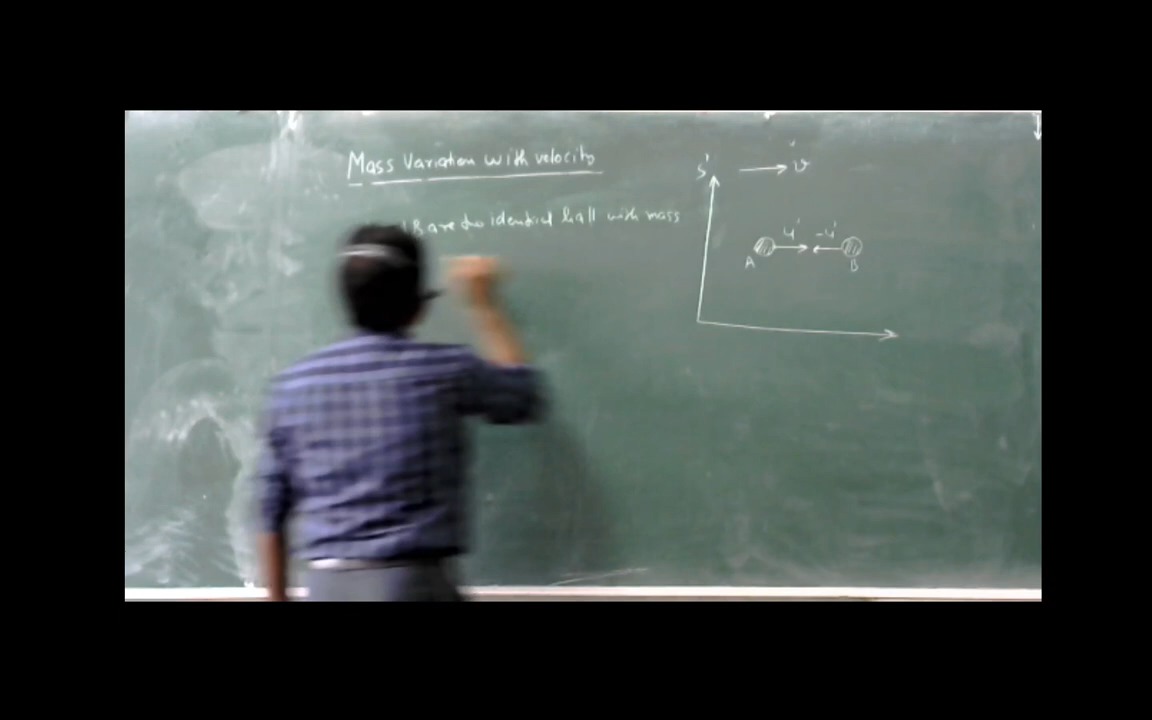 Mass Variation with velocity
B are two identical ball with mass
S' → v
u' -u'
A B